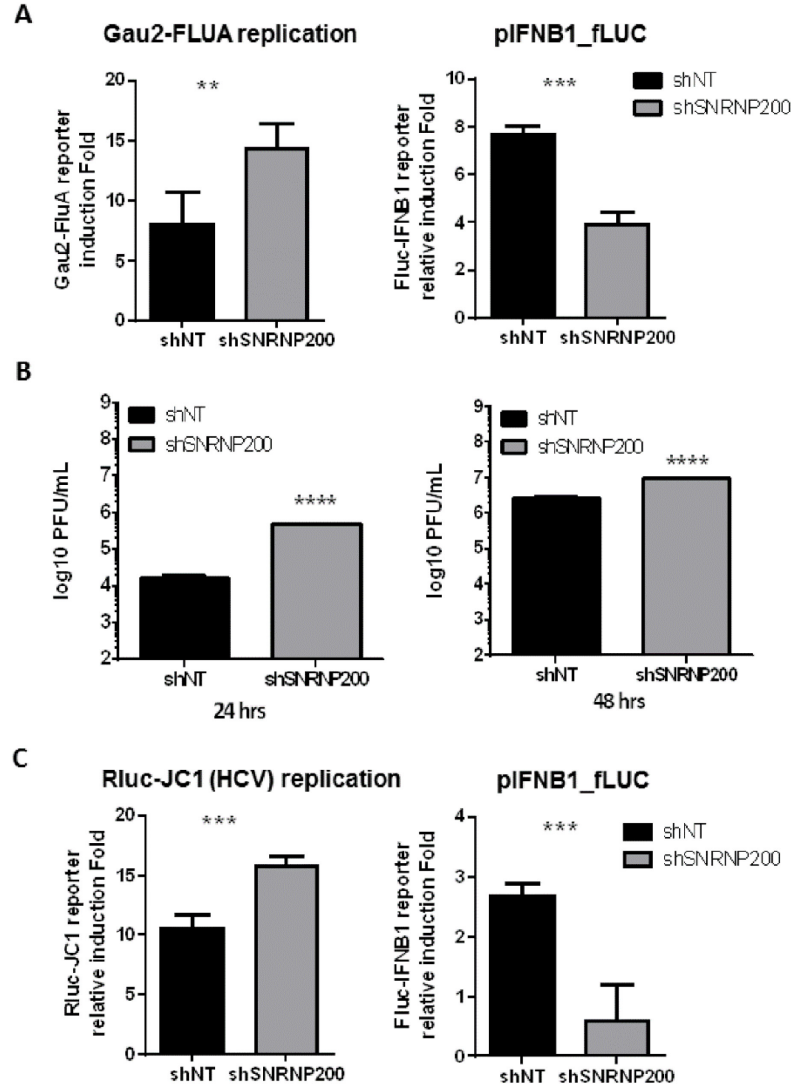 A
Gau2-FLUA replication
pIFNB1_fLUC
Gau2-FluA reporter
induction Fold
20
15
10
5
0
**
shNT
shSNRNP200
Fluc-IFNB1 reporter
relative induction Fold
10
8
6
4
2
0
***
shNT
shSNRNP200
shNT
shSNRNP200
B
log10 PFU/mL
9
8
7
6
5
4
3
2
shNT
shSNRNP200
****
shNT
shSNRNP200
24 hrs
log10 PFU/mL
9
8
7
6
5
4
3
2
shNT
shSNRNP200
****
shNT
shSNRNP200
48 hrs
C
Rluc-JC1 (HCV) replication
pIFNB1_fLUC
Rluc-JC1 reporter
relative induction Fold
20
15
10
5
0
***
shNT
shSNRNP200
Fluc-IFNB1 reporter
relative induction Fold
4
3
2
1
0
***
shNT
shSNRNP200
shNT
shSNRNP200